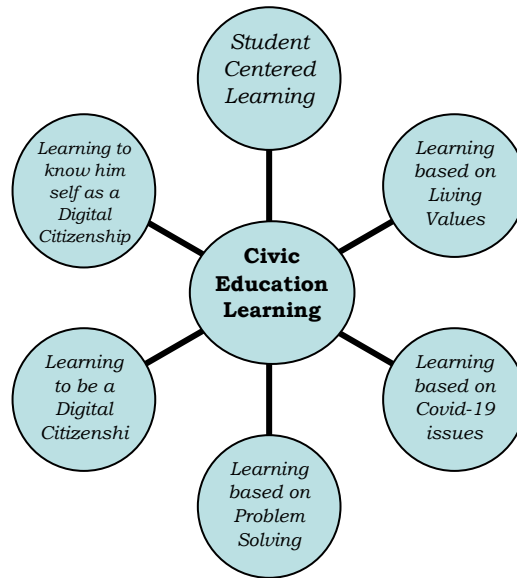 Student
Centered
Learning
Learning to
know him
self as a
Digital
Citizenship
Learning
based on
Living
Values
Civic
Education
Learning
Learning
to be a
Digital
Citizenshi
Learning
based on
Covid-19
issues
Learning
based on
Problem
Solving